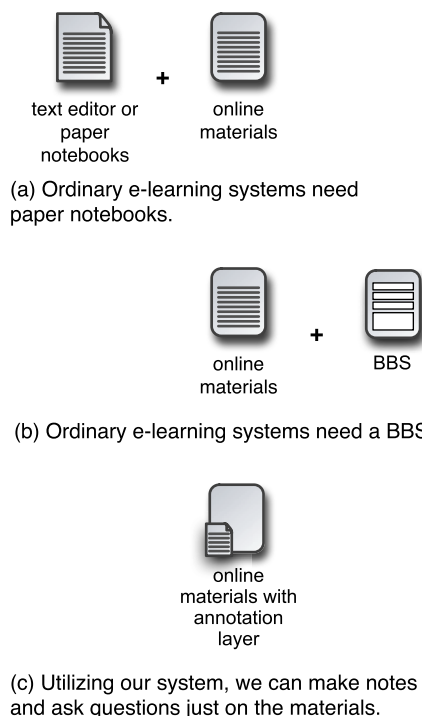 text editor or
paper
notebooks
+
online
materials
(a) Ordinary e-learning systems need
paper notebooks.
online
materials
+
BBS
(b) Ordinary e-learning systems need a BBS
online
materials with
annotation
layer
(c) Utilizing our system, we can make notes
and ask questions just on the materials.